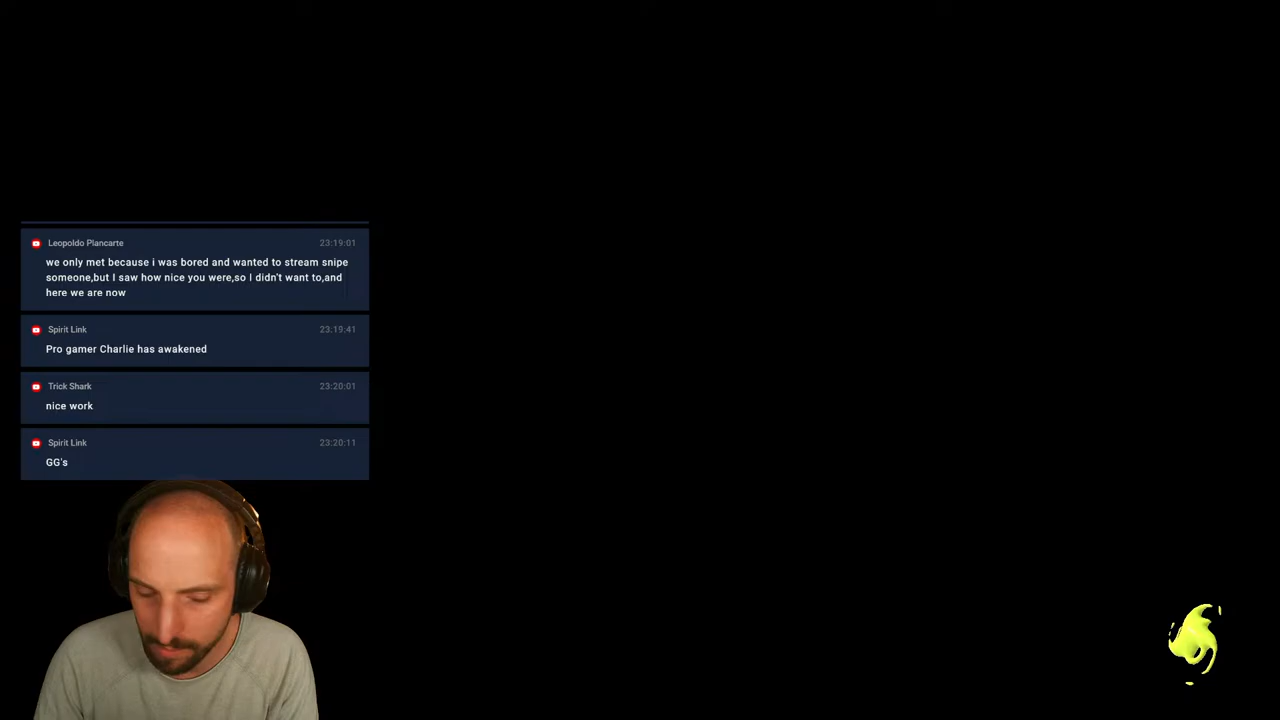 Leopoldo Plancarte 23:19:01
we only met because i was bored and wanted to stream snipe
someone,but I saw how nice you were,so I didn't want to,and
here we are now
Spirit Link 23:19:41
Pro gamer Charlie has awakened
Trick Shark 23:20:01
nice work
Spirit Link 23:20:11
GG's